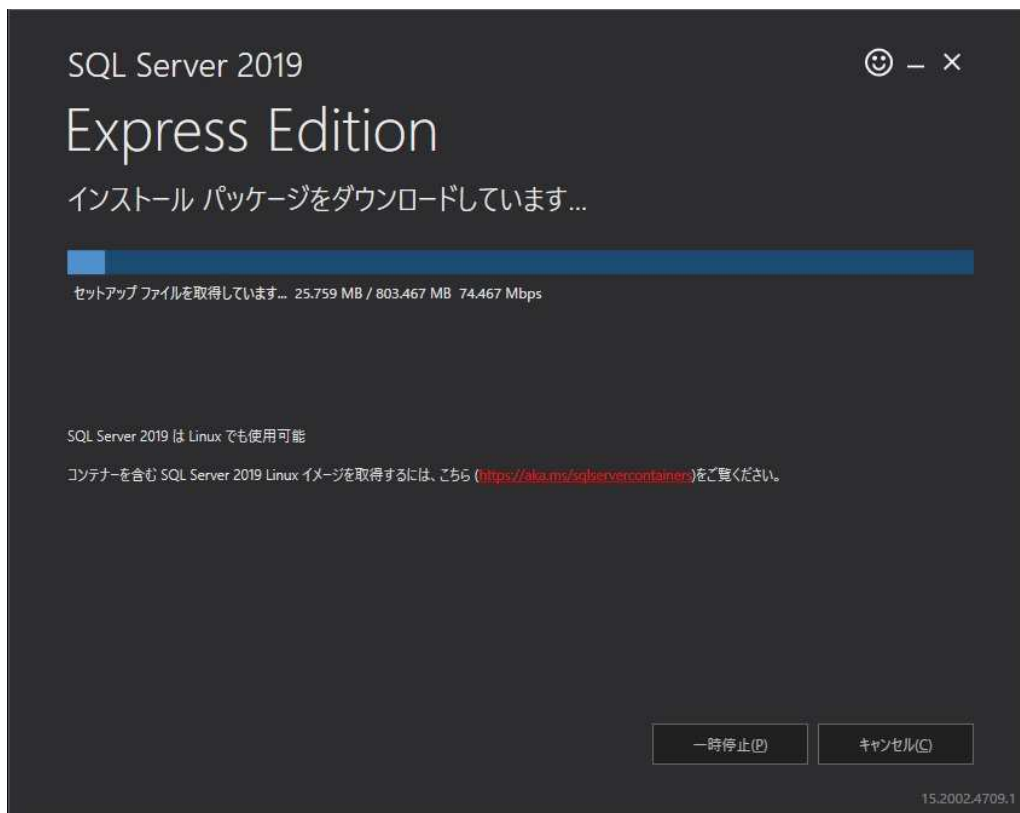 SQL Server 2019
Express Edition
インストール パッケージをダウンロードしています...
セットアップ ファイルを取得しています... 25.759 MB / 803.467 MB 74.467 Mbps
SQL Server 2019 は Linux でも使用可能
コンテナーを含む SQL Server 2019 Linux イメージを取得するには、こちら (https://aka.ms/sqlservercontainers)をご覧ください。
一時停止(P)
キャンセル(C)
15.2002.4709.1